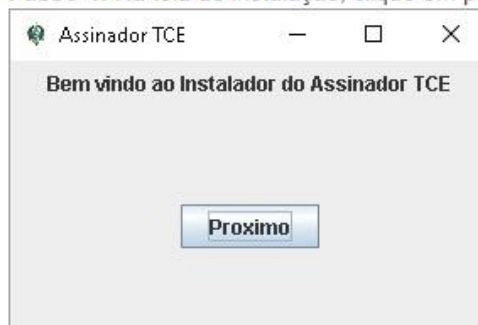 Assinador TCE
Bem vindo ao Instalador do Assinador TCE
Proximo